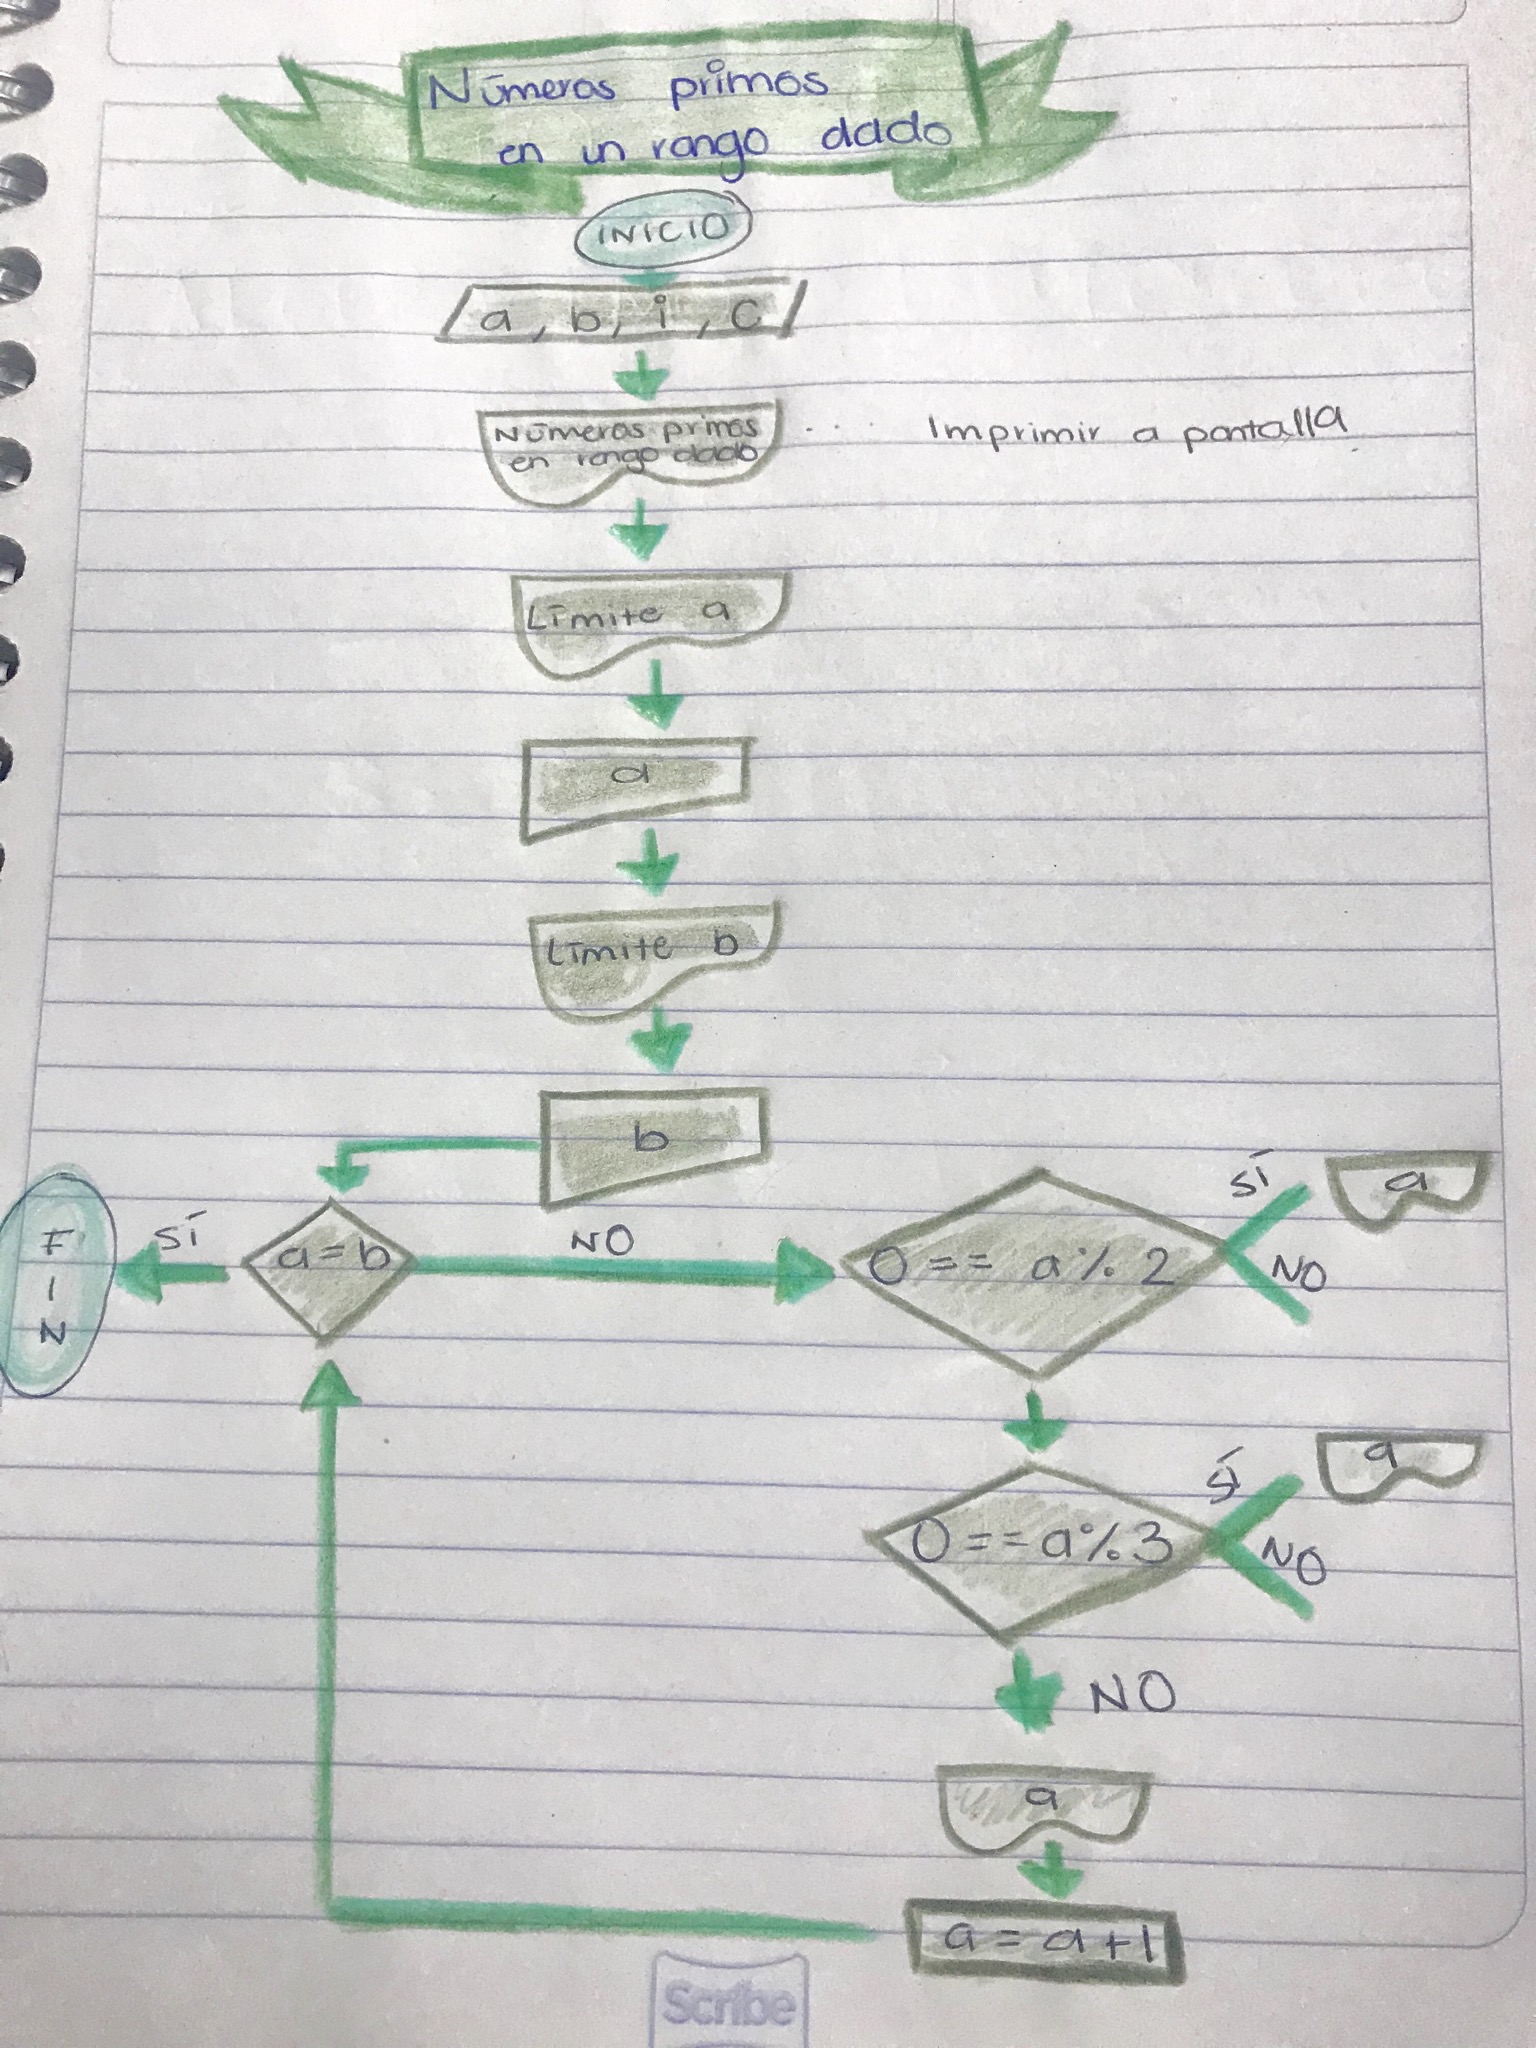 Números primos
en un rango dado
INICIO
a, b, i, c
Números primos
en rango dado
.... Imprimir a pantalla.
Límite a
a
Límite b
b
FIN
SÍ
a = b
NO
0 == a % 2
SÍ
a
NO
0 == a % 3
SÍ
a
NO
NO
a
a = a + 1
Scribe